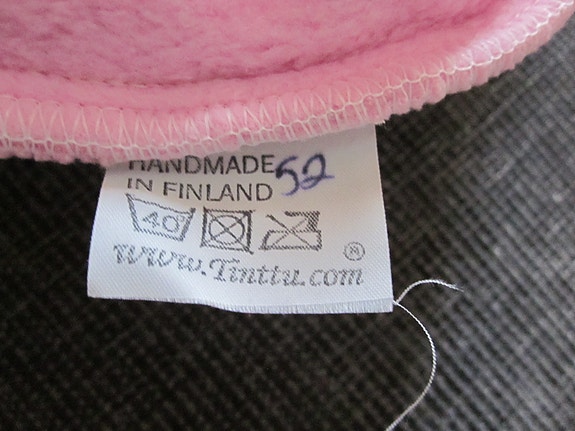 HANDMADE 52
IN FINLAND
40
www.Tinttu.com ®